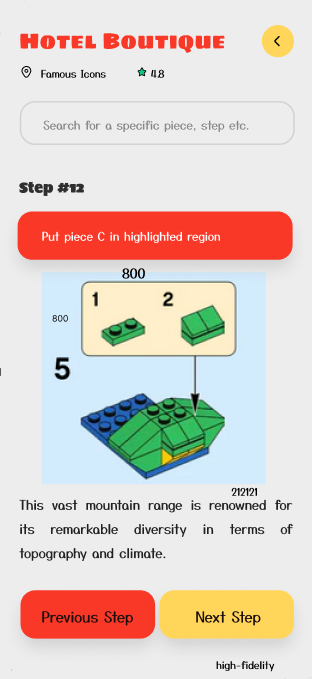 Hotel Boutique
Famous Icons
4.8
Search for a specific piece, step etc.
Step #12
Put piece C in highlighted region
800
1 2
800
5
212121
This vast mountain range is renowned for
its remarkable diversity in terms of
topography and climate.
Previous Step Next Step
high-fidelity